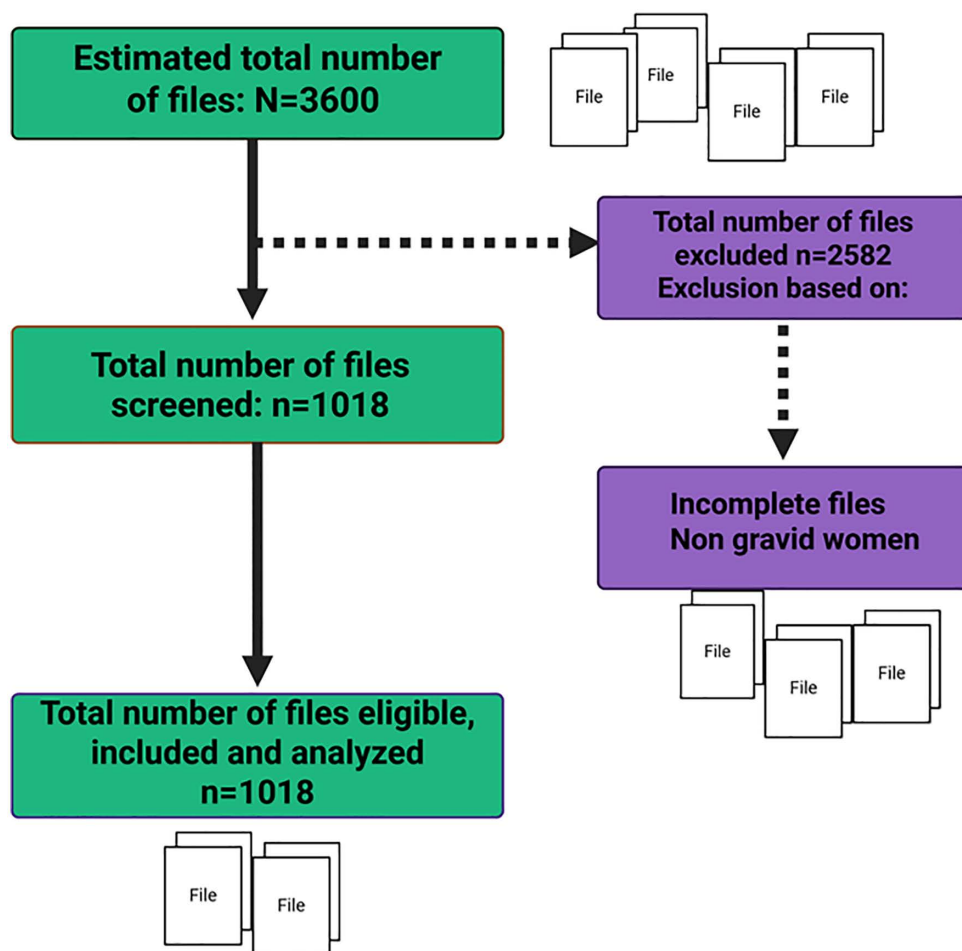 Estimated total number
of files: N=3600
File
File
File
File
Total number of files
excluded n=2582
Exclusion based on:
Total number of files
screened: n=1018
Incomplete files
Non gravid women
File
File
File
Total number of files eligible,
included and analyzed
n=1018
File
File